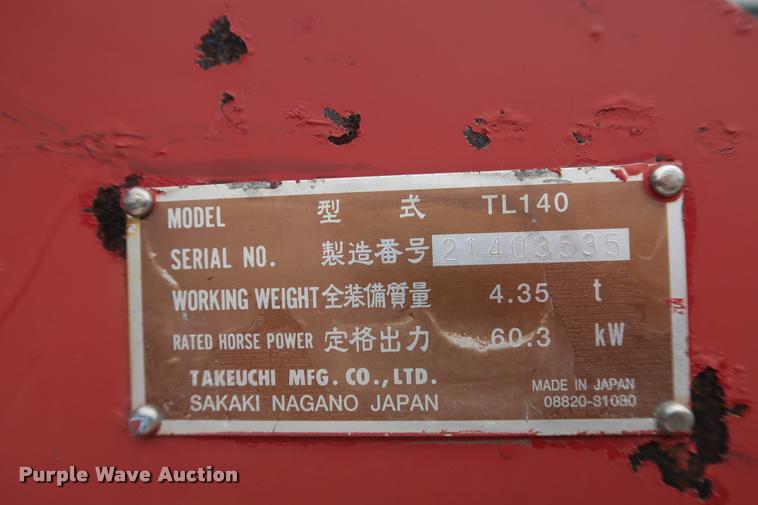 MODEL 型 式 TL140
SERIAL NO. 製造番号 21403535
WORKING WEIGHT 全装備質量 4.35 t
RATED HORSE POWER 定格出力 60.3 kW
TAKEUCHI MFG. CO.,LTD.
SAKAKI NAGANO JAPAN
MADE IN JAPAN
08820-31080
Purple Wave Auction